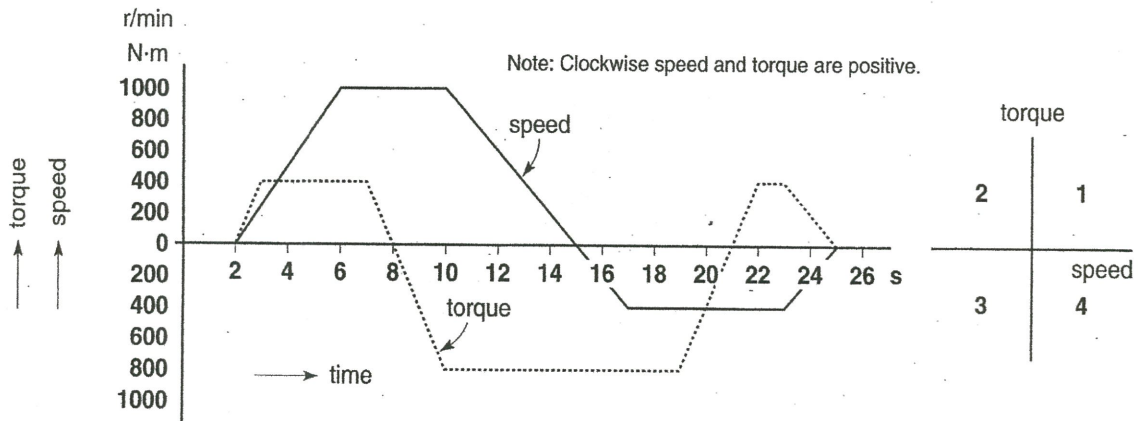 r/min
N·m
Note: Clockwise speed and torque are positive.
1000
800
600
400
200
0
200
400
600
800
1000
torque
speed
speed
torque
time
2 4 6 8 10 12 14 16 18 20 22 24 26 s
torque
2 1
speed
3 4